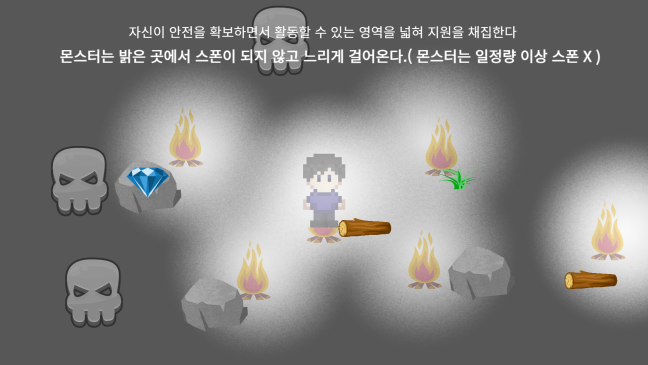 자신이 안전을 확보하면서 활동할 수 있는 영역을 넓혀 지원을 채집한다
몬스터는 밝은 곳에서 스폰이 되지 않고 느리게 걸어온다.( 몬스터는 일정량 이상 스폰 X )